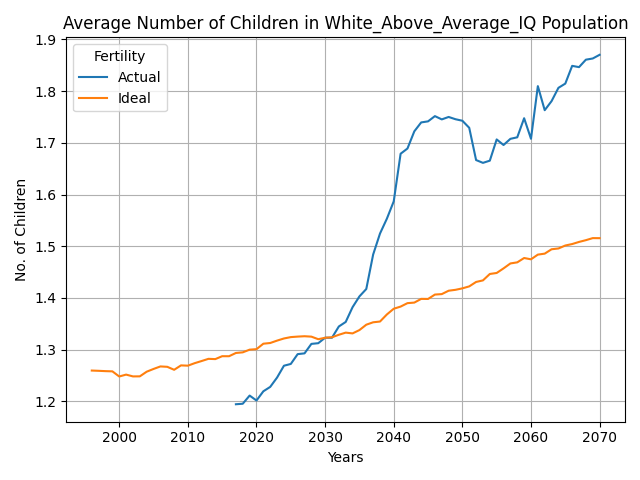 Average Number of Children in White_Above_Average_IQ Population
Fertility
Actual
Ideal
No. of Children
1.9
1.8
1.7
1.6
1.5
1.4
1.3
1.2
2000 2010 2020 2030 2040 2050 2060 2070
Years